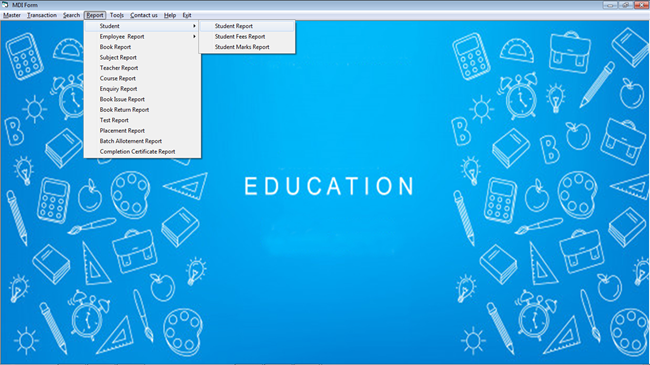 MDI Form
Master Transaction Search Report Tools Contact us Help Exit
Student
Employee Report
Book Report
Subject Report
Teacher Report
Course Report
Enquiry Report
Book Issue Report
Book Return Report
Test Report
Placement Report
Batch Allotement Report
Completion Certificate Report
Student Report
Student Fees Report
Student Marks Report
EDUCATION
B
B